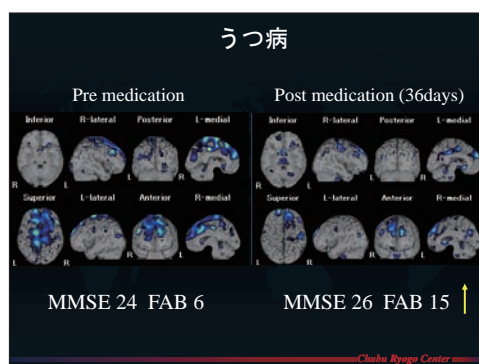 うつ病
Pre medication
Post medication (36days)
Inferior R-lateral Posterior L-medial
R L
Superior L-lateral Anterior R-medial
L R
Inferior R-lateral Posterior L-medial
R L
Superior L-lateral Anterior R-medial
L R
MMSE 24 FAB 6
MMSE 26 FAB 15
Chubu Ryogo Center